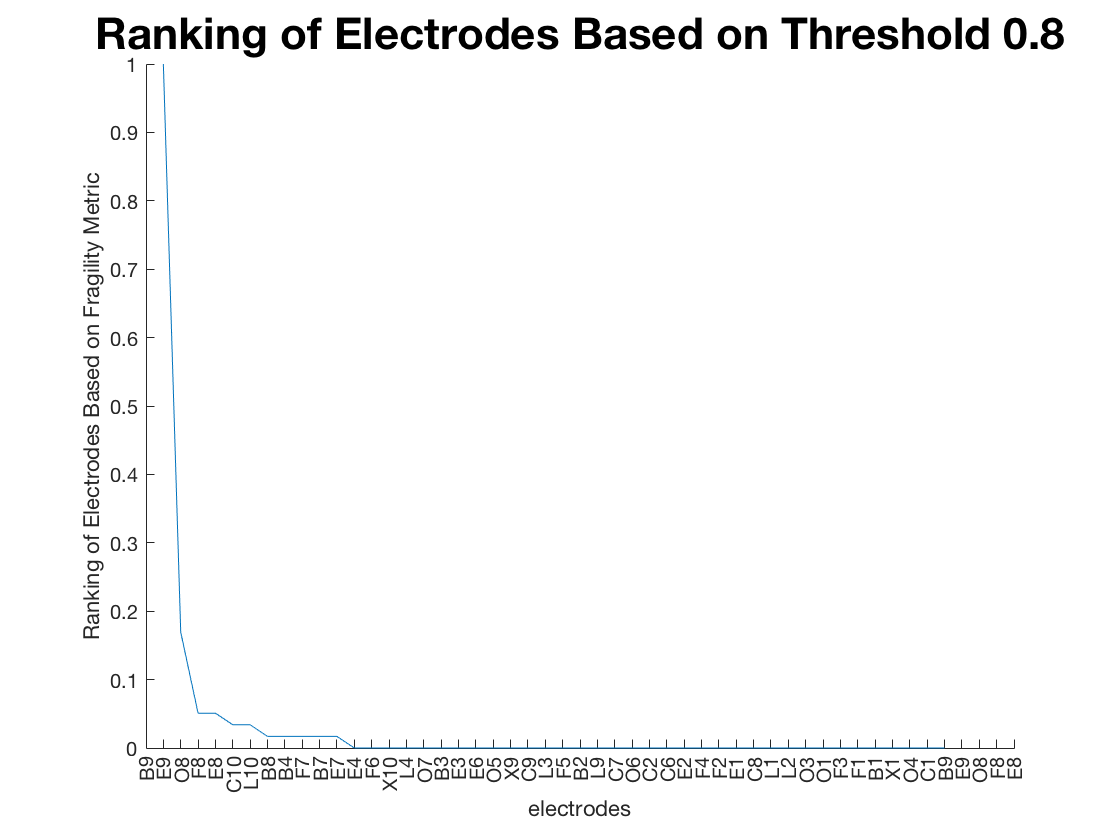 Ranking of Electrodes Based on Threshold 0.8
Ranking of Electrodes Based on Fragility Metric
1
0.9
0.8
0.7
0.6
0.5
0.4
0.3
0.2
0.1
0
B9 E9 O8 F8 E8 C10 L10 B8 B4 F7 B7 E7 E4 F6 X10 L4 O7 B3 E3 E6 O5 X9 C9 L3 F5 B2 L9 C7 O6 C2 C6 E2 F4 F2 E1 C8 L1 L2 O3 O1 F3 F1 B1 X1 O4 C1 B9 E9 O8 F8 E8
electrodes